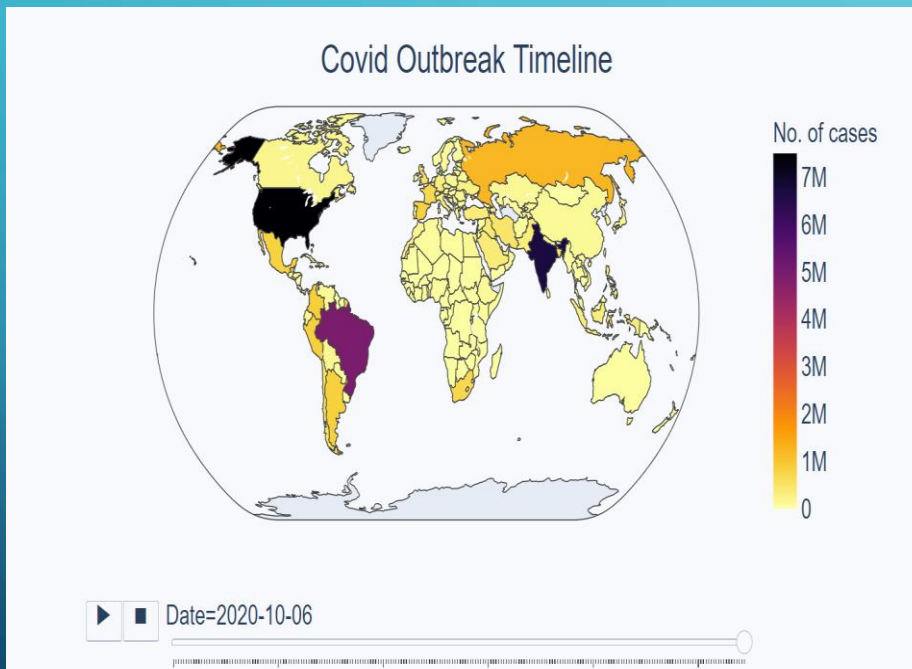 Covid Outbreak Timeline
No. of cases
7M
6M
5M
4M
3M
2M
1M
0
Date=2020-10-06